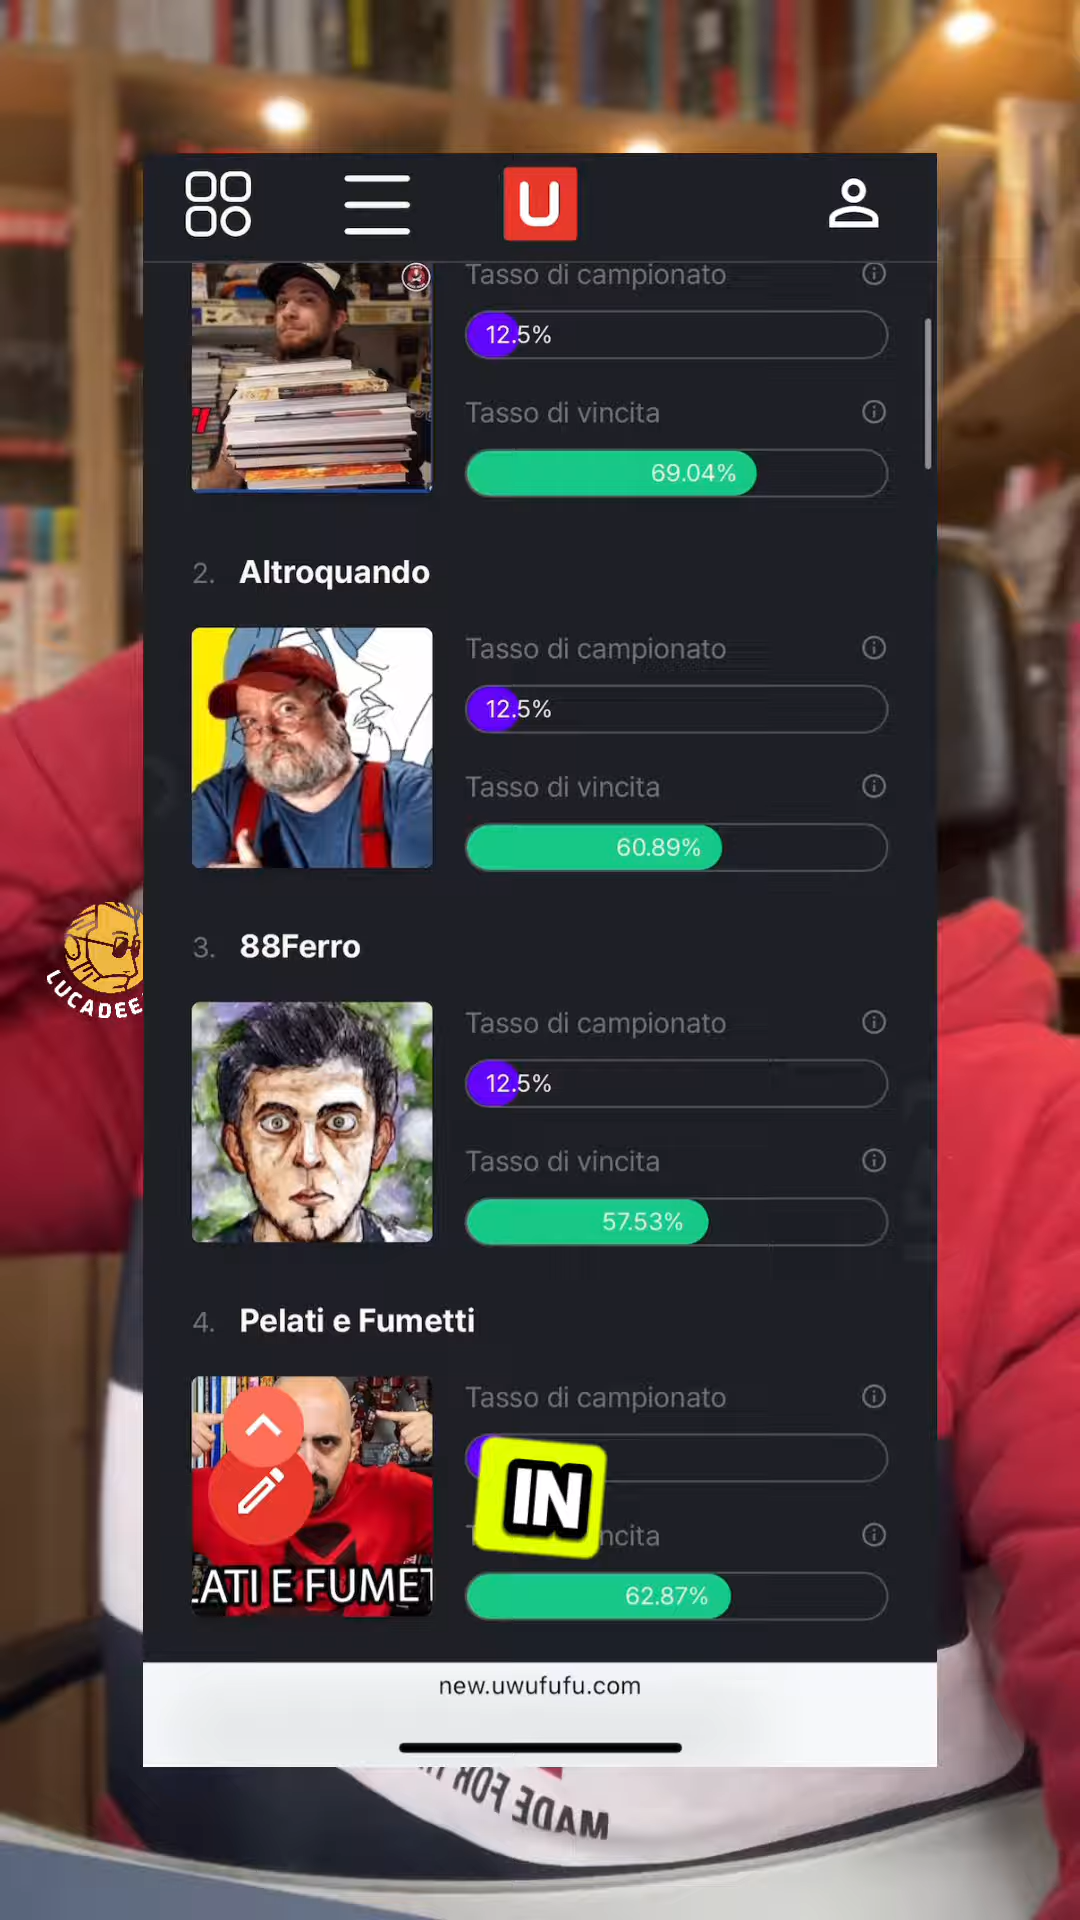 U
Tasso di campionato
12.5%
Tasso di vincita
69.04%
2. Altroquando
Tasso di campionato
12.5%
Tasso di vincita
60.89%
3. 88Ferro
Tasso di campionato
12.5%
Tasso di vincita
57.53%
4. Pelati e Fumetti
Tasso di campionato
IN
ncita
62.87%
LATI E FUMET
LUCADEE
new.uwufufu.com
MADE FOR